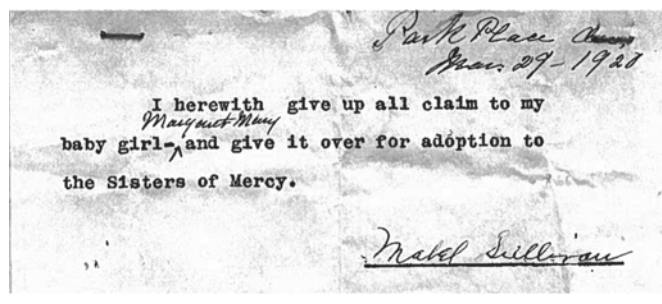 Park Place
Mar. 29-1920
I herewith give up all claim to my
Margaret Mary
baby girl-^ and give it over for adoption to
the Sisters of Mercy.
Mabel Sullivan